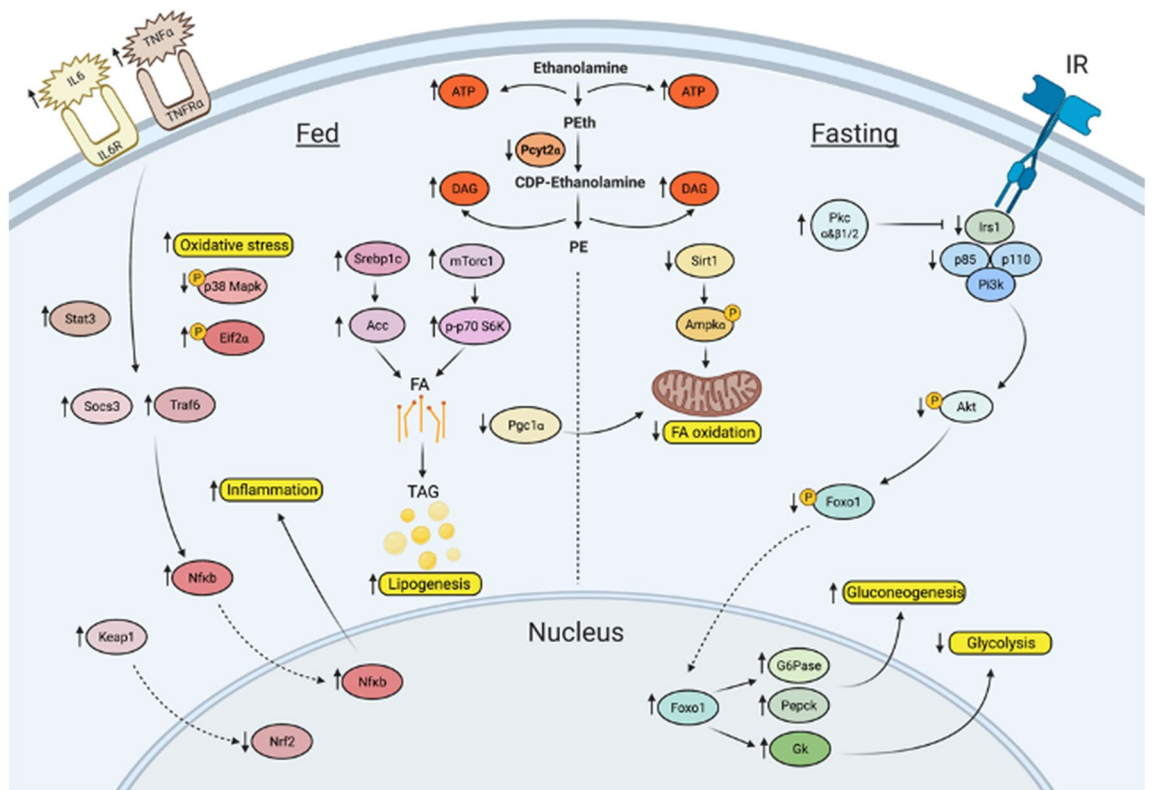 TNFα
IL6
TNFRα
IL6R
IR
Fed
Fasting
Ethanolamine
ATP
ATP
PEth
Pcyt2α
CDP-Ethanolamine
DAG
DAG
PE
Pkc
α&β1/2
Irs1
p85
p110
Pi3k
Oxidative stress
P
p38 Mapk
P
Eif2α
Stat3
Srebp1c
mTorc1
Acc
p-p70 S6K
Sirt1
P
Ampkα
Socs3
Traf6
FA
Pgc1α
FA oxidation
P
Akt
Inflammation
TAG
P
Foxo1
Lipogenesis
Nfκb
Keap1
Nucleus
Nfκb
Nrf2
Gluconeogenesis
Glycolysis
G6Pase
Foxo1
Pepck
Gk